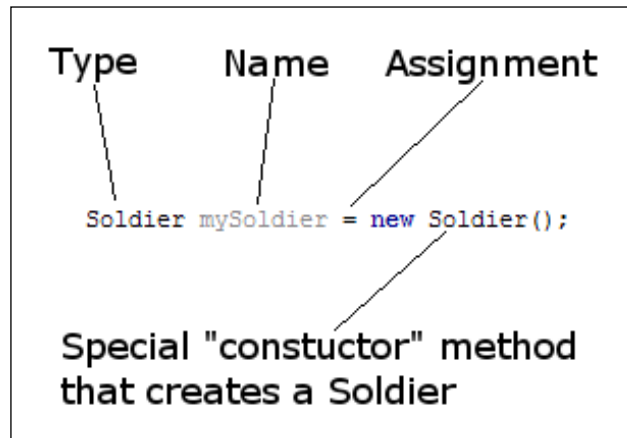 Type Name Assignment
Soldier mySoldier = new Soldier();
Special "constuctor" method
that creates a Soldier